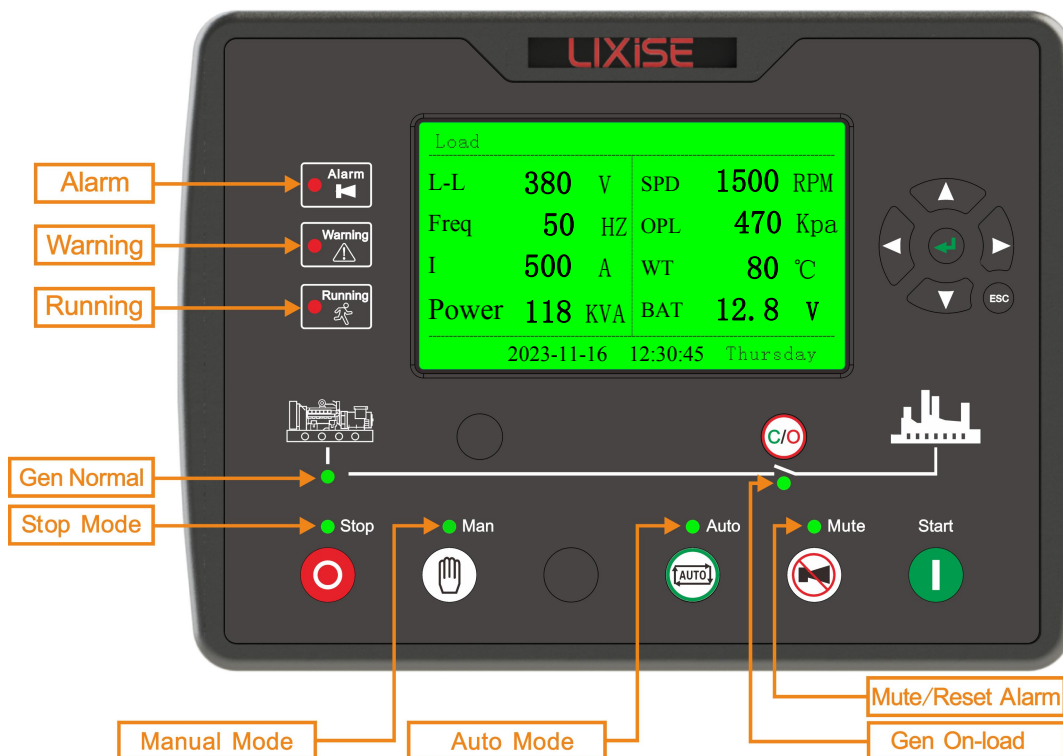 LIXiSE
Load
L-L 380 V SPD 1500 RPM
Freq 50 HZ OPL 470 Kpa
I 500 A WT 80 ℃
Power 118 KVA BAT 12.8 V
2023-11-16 12:30:45 Thursday
Alarm
Alarm
Warning
Warning
Running
Running
ESC
C/O
Gen Normal
Stop Mode
Stop
Man
Auto
Mute
Start
AUTO
Mute/Reset Alarm
Manual Mode
Auto Mode
Gen On-load